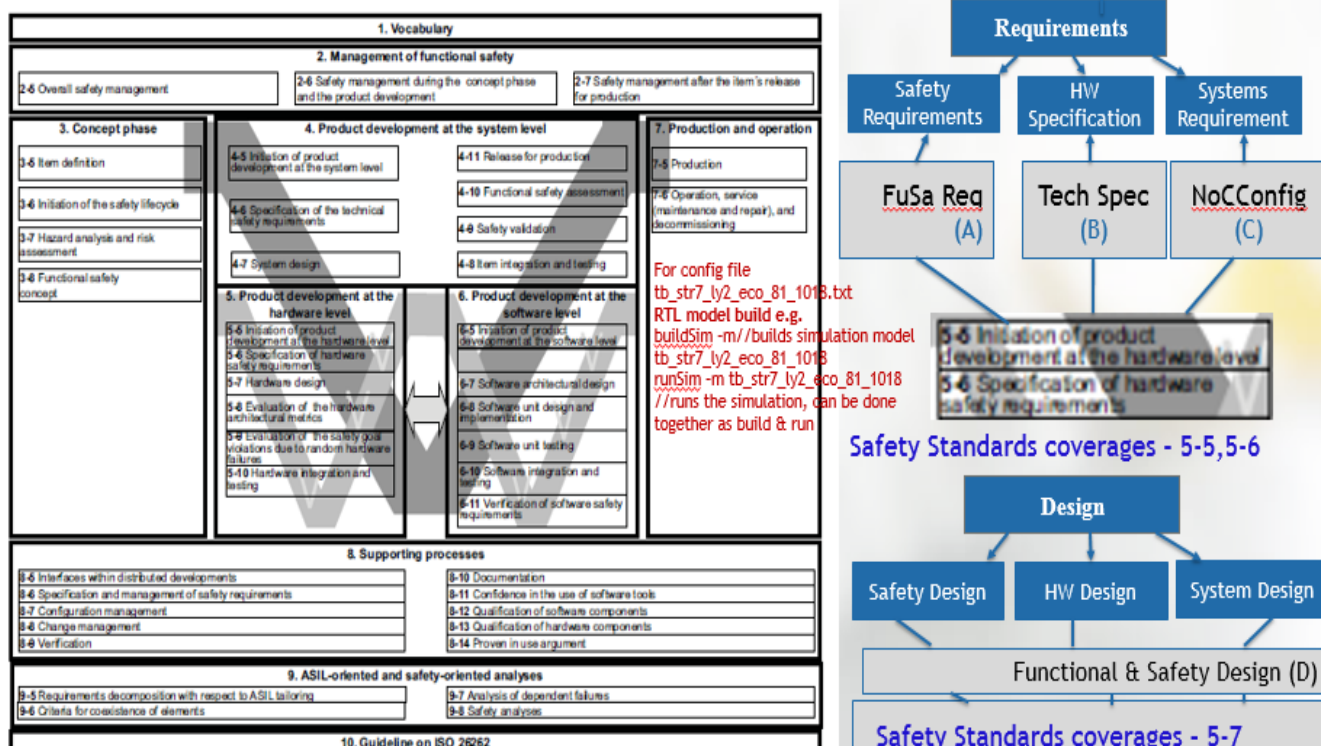 1. Vocabulary
2. Management of functional safety
2-5 Overall safety management
2-6 Safety management during the concept phase
and the product development
2-7 Safety management after the item's release
for production
3. Concept phase
3-5 Item definition
3-6 Initiation of the safety lifecycle
3-7 Hazard analysis and risk
assessment
3-8 Functional safety
concept
4. Product development at the system level
4-5 Initiation of product
development at the system level
4-6 Specification of the technical
safety requirements
4-7 System design
4-11 Release for production
4-10 Functional safety assessment
4-9 Safety validation
4-8 Item integration and testing
7. Production and operation
7-5 Production
7-6 Operation, service
(maintenance and repair), and
decommissioning
5. Product development at the
hardware level
5-5 Initiation of product
development at the hardware level
5-6 Specification of hardware
safety requirements
5-7 Hardware design
5-8 Evaluation of the hardware
architectural metrics
5-9 Evaluation of the safety goal
violations due to random hardware
failures
5-10 Hardware integration and
testing
6. Product development at the
software level
6-5 Initiation of product
development at the software level
6-7 Software architectural design
6-8 Software unit design and
implementation
6-9 Software unit testing
6-10 Software integration and
testing
6-11 Verification of software safety
requirements
For config file
tb_str7_ly2_eco_81_1018.txt
RTL model build e.g.
buildSim -m//builds simulation model
tb_str7_ly2_eco_81_1018
runSim -m tb_str7_ly2_eco_81_1018
//runs the simulation, can be done
together as build & run
8. Supporting processes
8-5 Interfaces within distributed developments
8-6 Specification and management of safety requirements
8-7 Configuration management
8-8 Change management
8-9 Verification
8-10 Documentation
8-11 Confidence in the use of software tools
8-12 Qualification of software components
8-13 Qualification of hardware components
8-14 Proven in use argument
9. ASIL-oriented and safety-oriented analyses
9-5 Requirements decomposition with respect to ASIL tailoring
9-6 Criteria for coexistence of elements
9-7 Analysis of dependent failures
9-8 Safety analyses
10. Guideline on ISO 26262
Requirements
Safety
Requirements
HW
Specification
Systems
Requirement
FuSa Req
(A)
Tech Spec
(B)
NoCConfig
(C)
5-5 Initiation of product
development at the hardware level
5-6 Specification of hardware
safety requirements
Safety Standards coverages - 5-5,5-6
Design
Safety Design
HW Design
System Design
Functional & Safety Design (D)
Safety Standards coverages - 5-7